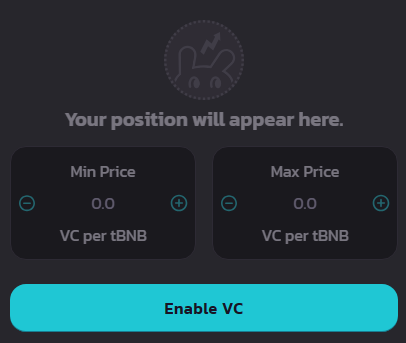 Your position will appear here.
Min Price
Max Price
0.0
0.0
VC per tBNB
VC per tBNB
Enable VC